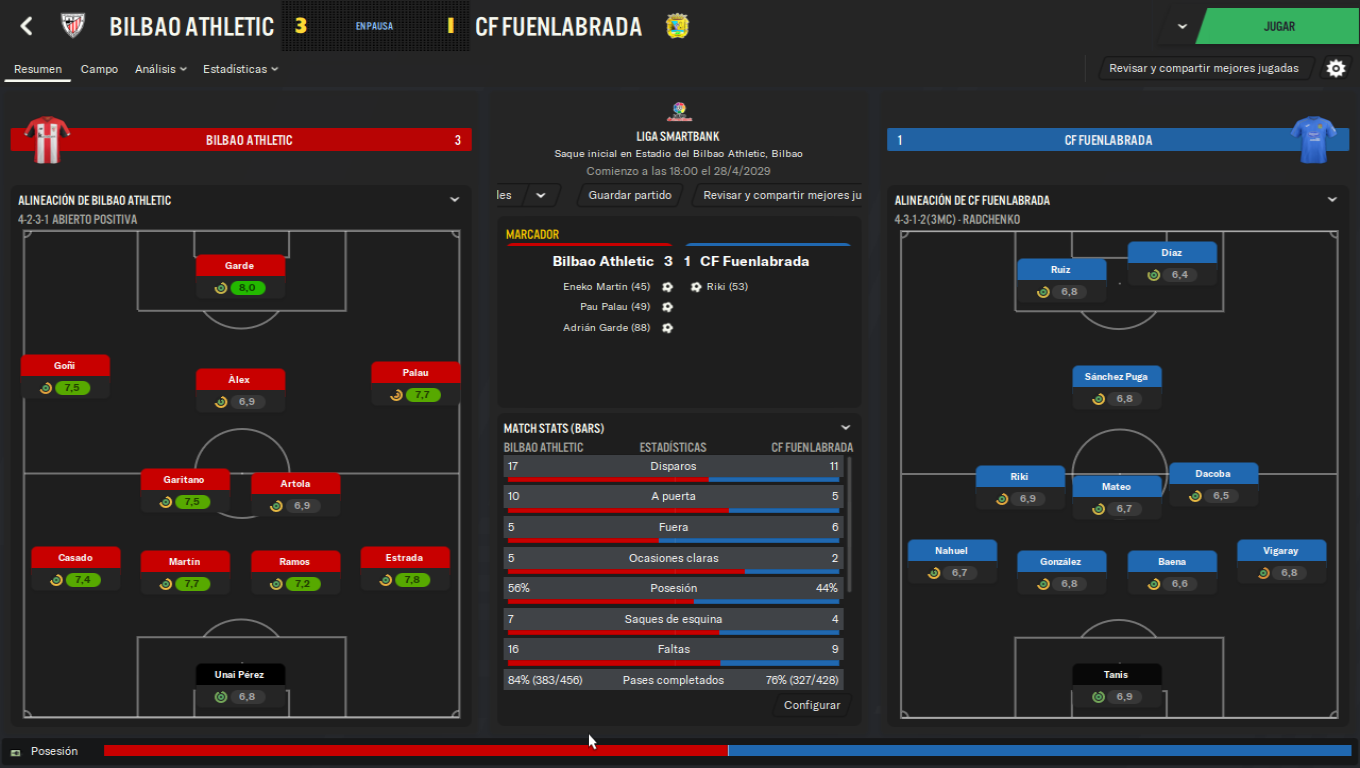 BILBAO ATHLETIC 3 EN PAUSA 1 CF FUENLABRADA
JUGAR
Resumen Campo Análisis Estadísticas
Revisar y compartir mejores jugadas
BILBAO ATHLETIC 3
ALINEACIÓN DE BILBAO ATHLETIC
4-2-3-1 ABIERTO POSITIVA
Garde
8,0
Goñi
7,5
Àlex
6,9
Palau
7,7
Garitano
7,5
Artola
6,9
Casado
7,4
Martín
7,7
Ramos
7,2
Estrada
7,8
Unai Pérez
6,8
LIGA SMARTBANK
Saque inicial en Estadio del Bilbao Athletic, Bilbao
Comienzo a las 18:00 el 28/4/2029
les Guardar partido Revisar y compartir mejores ju
MARCADOR
Bilbao Athletic 3 1 CF Fuenlabrada
Eneko Martín (45) Riki (53)
Pau Palau (49)
Adrián Garde (88)
MATCH STATS (BARS)
BILBAO ATHLETIC ESTADÍSTICAS CF FUENLABRADA
17 Disparos 11
10 A puerta 5
5 Fuera 6
5 Ocasiones claras 2
56% Posesión 44%
7 Saques de esquina 4
16 Faltas 9
84% (383/456) Pases completados 76% (327/428)
Configurar
1 CF FUENLABRADA
ALINEACIÓN DE CF FUENLABRADA
4-3-1-2(3MC) - RADCHENKO
Díaz
6,4
Ruiz
6,8
Sánchez Puga
6,8
Riki
6,9
Mateo
6,7
Dacoba
6,5
Nahuel
6,7
González
6,8
Baena
6,6
Vigaray
6,8
Tanis
6,9
Posesión